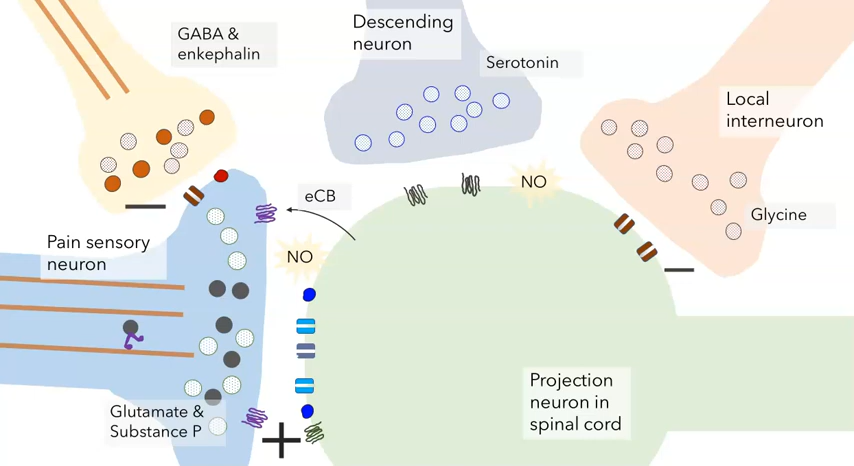 GABA &
enkephalin
Descending
neuron
Serotonin
Local
interneuron
Glycine
NO
eCB
NO
Pain sensory
neuron
Glutamate &
Substance P
Projection
neuron in
spinal cord